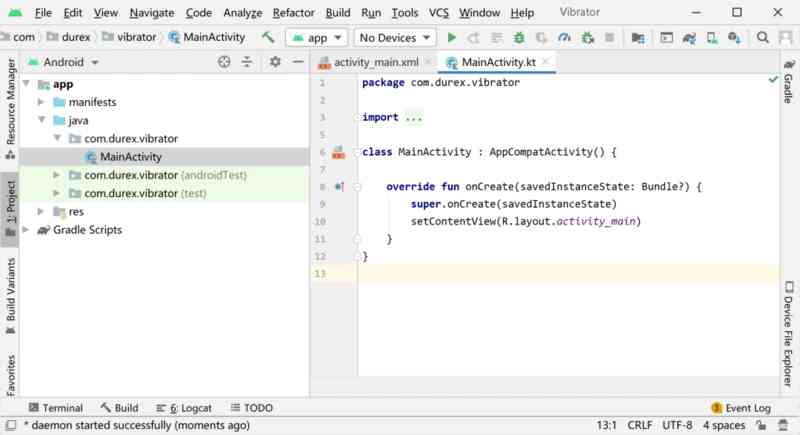 File Edit View Navigate Code Analyze Refactor Build Run Tools VCS Window Help Vibrator
com durex vibrator MainActivity app No Devices
Android activity_main.xml MainActivity.kt
Resource Manager
1: Project
Build Variants
Favorites
app
manifests
java
com.durex.vibrator
MainActivity
com.durex.vibrator (androidTest)
com.durex.vibrator (test)
res
Gradle Scripts
1 package com.durex.vibrator
2
3 import ...
5
6 class MainActivity : AppCompatActivity() {
7
8 override fun onCreate(savedInstanceState: Bundle?) {
9 super.onCreate(savedInstanceState)
10 setContentView(R.layout.activity_main)
11 }
12 }
13
Gradle
Device File Explorer
Terminal Build 6: Logcat TODO 3 Event Log
* daemon started successfully (moments ago) 13:1 CRLF UTF-8 4 spaces